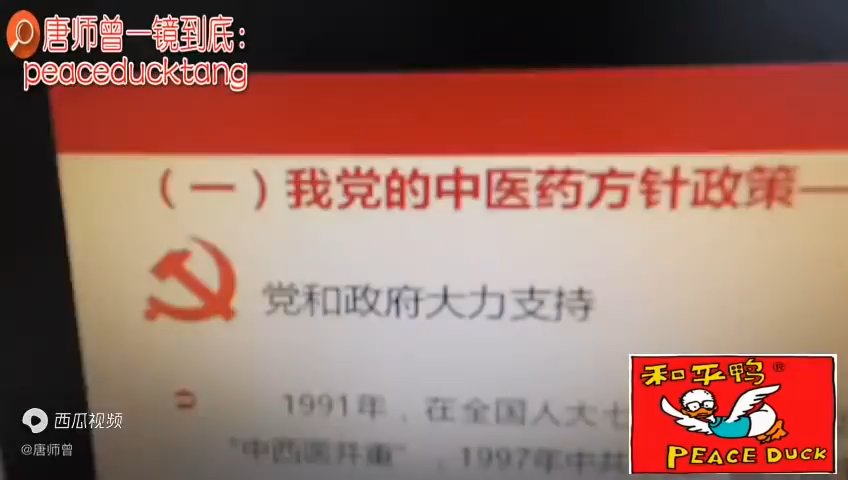 唐师曾一镜到底：
peaceducktang
（一）我党的中医药方针政策—
党和政府大力支持
1991年，在全国人大七
"中西医并重"，1997年中共
和平鸭®
PEACE DUCK
西瓜视频
@唐师曾